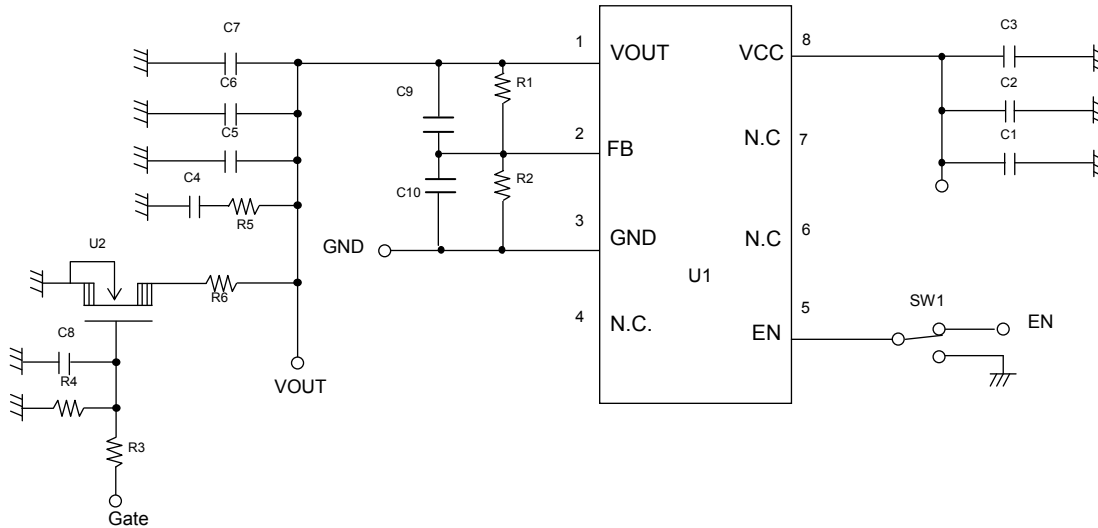 C7
C6
C5
C4
R5
U2
R6
C8
R4
R3
Gate
VOUT
GND
C9
C10
R1
R2
1
2
3
4
VOUT
FB
GND
N.C.
U1
VCC
N.C
N.C
EN
8
7
6
5
C3
C2
C1
SW1
EN